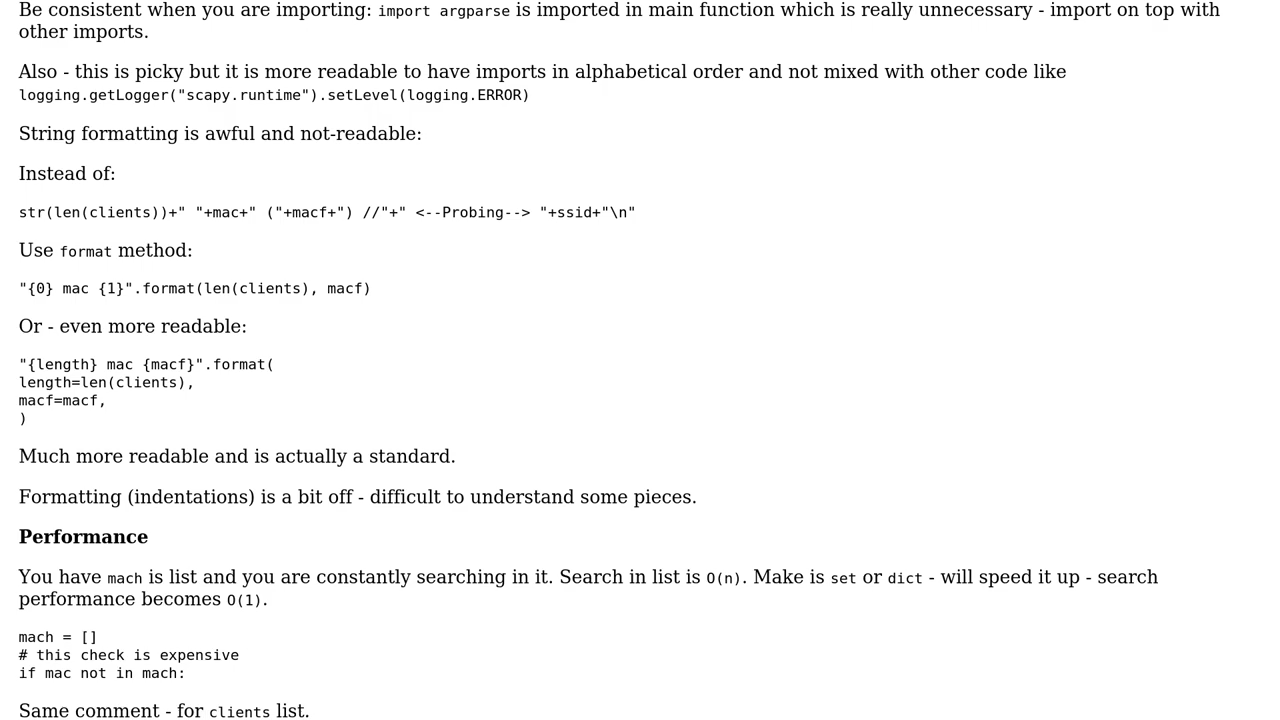 Be consistent when you are importing: import argparse is imported in main function which is really unnecessary - import on top with
other imports.
Also - this is picky but it is more readable to have imports in alphabetical order and not mixed with other code like
logging.getLogger("scapy.runtime").setLevel(logging.ERROR)
String formatting is awful and not-readable:
Instead of:
str(len(clients))+" "+mac+" ("+macf+") //"+" <--Probing--> "+ssid+"\n"
Use format method:
"{0} mac {1}".format(len(clients), macf)
Or - even more readable:
"{length} mac {macf}".format(
length=len(clients),
macf=macf,
)
Much more readable and is actually a standard.
Formatting (indentations) is a bit off - difficult to understand some pieces.
Performance
You have mach is list and you are constantly searching in it. Search in list is O(n). Make is set or dict - will speed it up - search
performance becomes O(1).
mach = []
# this check is expensive
if mac not in mach:
Same comment - for clients list.